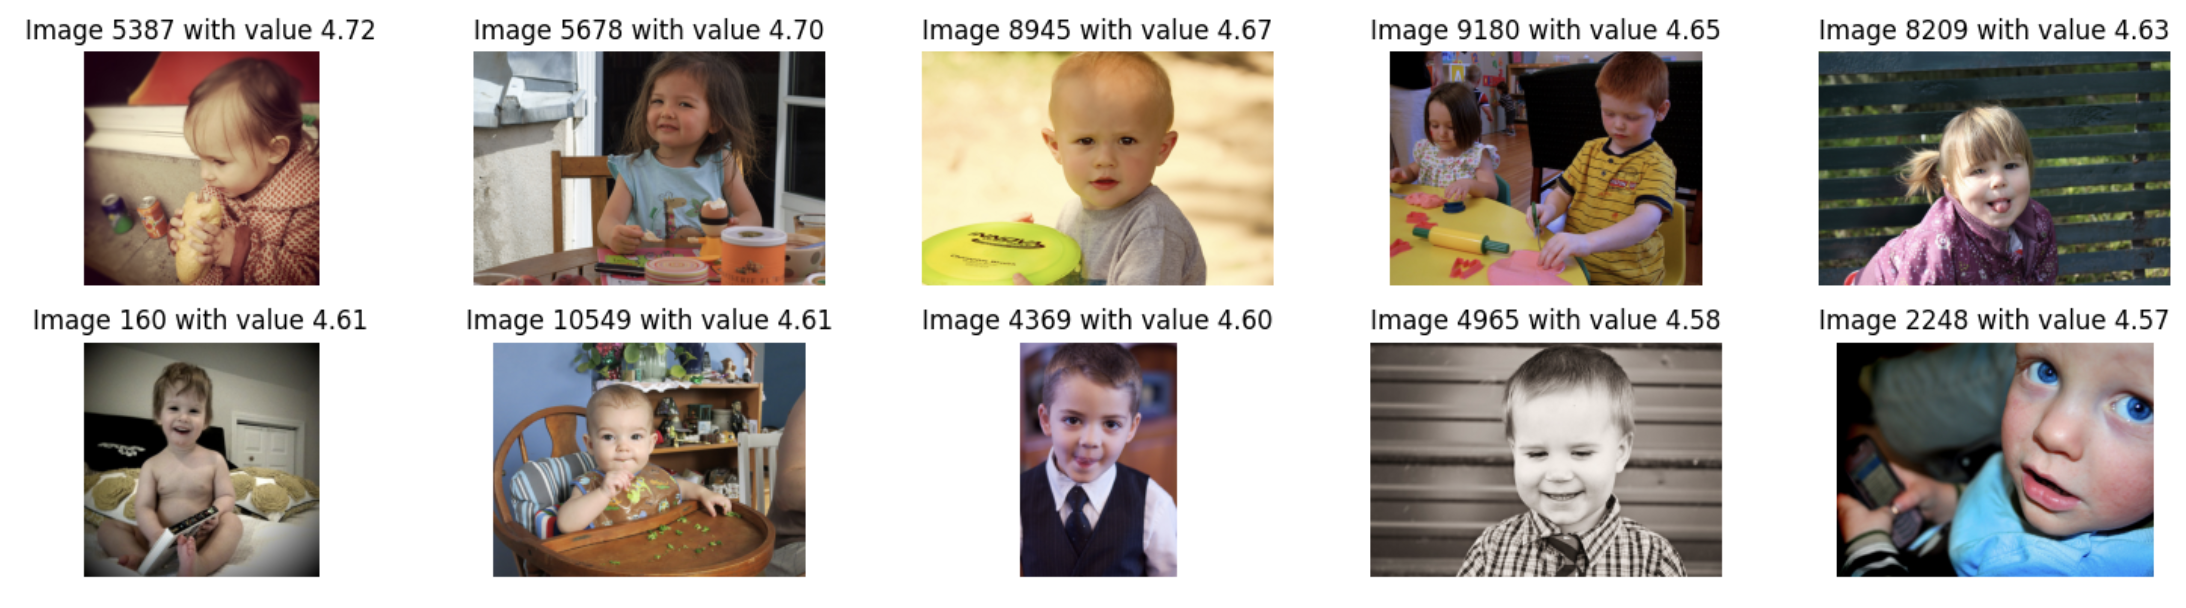 Image 5387 with value 4.72
Image 5678 with value 4.70
Image 8945 with value 4.67
Image 9180 with value 4.65
Image 8209 with value 4.63
INNOVA
Image 160 with value 4.61
Image 10549 with value 4.61
Image 4369 with value 4.60
Image 4965 with value 4.58
Image 2248 with value 4.57